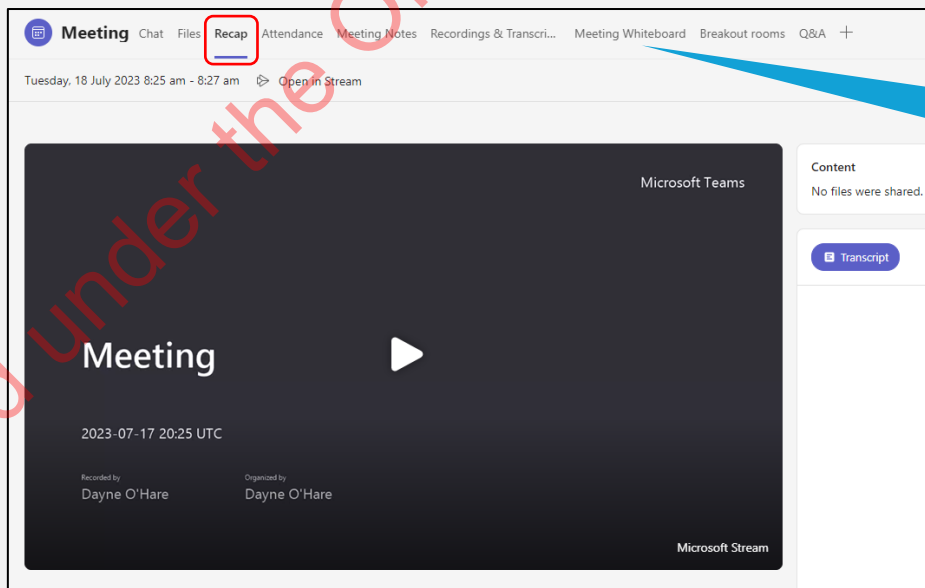 Meeting Chat Files Recap Attendance Meeting Notes Recordings & Transcri... Meeting Whiteboard Breakout rooms Q&A
Tuesday, 18 July 2023 8:25 am - 8:27 am Open in Stream
Microsoft Teams
Content
No files were shared.
Transcript
Meeting
2023-07-17 20:25 UTC
Recorded by Organized by
Dayne O'Hare Dayne O'Hare
Microsoft Stream
under the